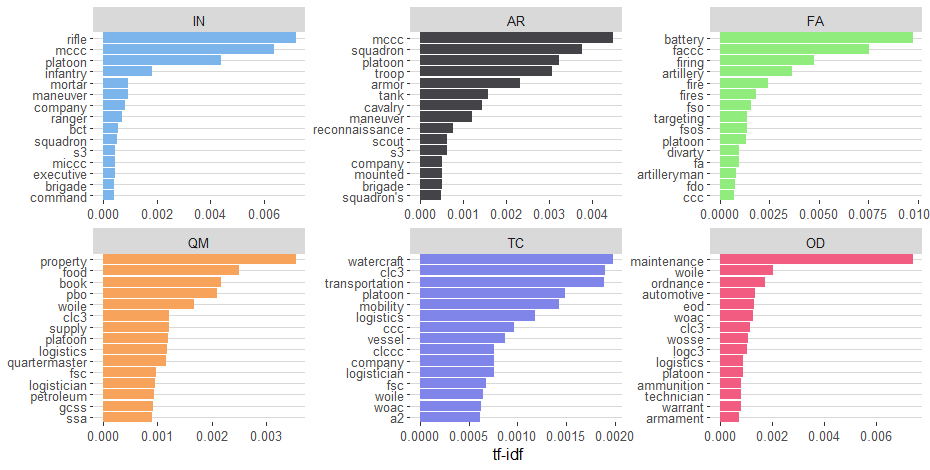 IN
rifle
mccc
platoon
infantry
mortar
maneuver
company
ranger
bct
squadron
s3
miccc
executive
brigade
command
0.000 0.002 0.004 0.006
AR
mccc
squadron
platoon
troop
armor
tank
cavalry
maneuver
reconnaissance
scout
s3
company
mounted
brigade
squadron's
0.000 0.001 0.002 0.003 0.004
FA
battery
faccc
firing
artillery
fire
fires
fso
targeting
fsos
platoon
divarty
fa
artilleryman
fdo
ccc
0.000 0.0025 0.0050 0.0075 0.010
QM
property
food
book
pbo
woile
clc3
supply
platoon
logistics
quartermaster
fsc
logistician
petroleum
gcss
ssa
0.000 0.001 0.002 0.003
TC
watercraft
clc3
transportation
platoon
mobility
logistics
ccc
vessel
clccc
company
logistician
fsc
woile
woac
a2
0.000 0.0005 0.0010 0.0015 0.0020
OD
maintenance
woile
ordnance
automotive
eod
woac
clc3
wosse
logc3
logistics
platoon
ammunition
technician
warrant
armament
0.000 0.002 0.004 0.006
tf-idf